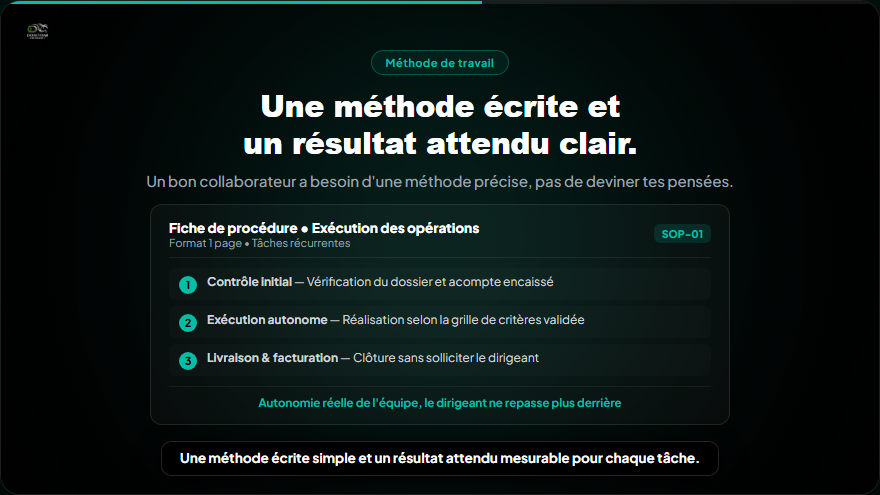 Méthode de travail
Une méthode écrite et
un résultat attendu clair.
Un bon collaborateur a besoin d'une méthode précise, pas de deviner tes pensées.
Fiche de procédure • Exécution des opérations
Format 1 page • Tâches récurrentes
SOP-01
1 Contrôle initial — Vérification du dossier et acompte encaissé
2 Exécution autonome — Réalisation selon la grille de critères validée
3 Livraison & facturation — Clôture sans solliciter le dirigeant
Autonomie réelle de l'équipe, le dirigeant ne repasse plus derrière
Une méthode écrite simple et un résultat attendu mesurable pour chaque tâche.